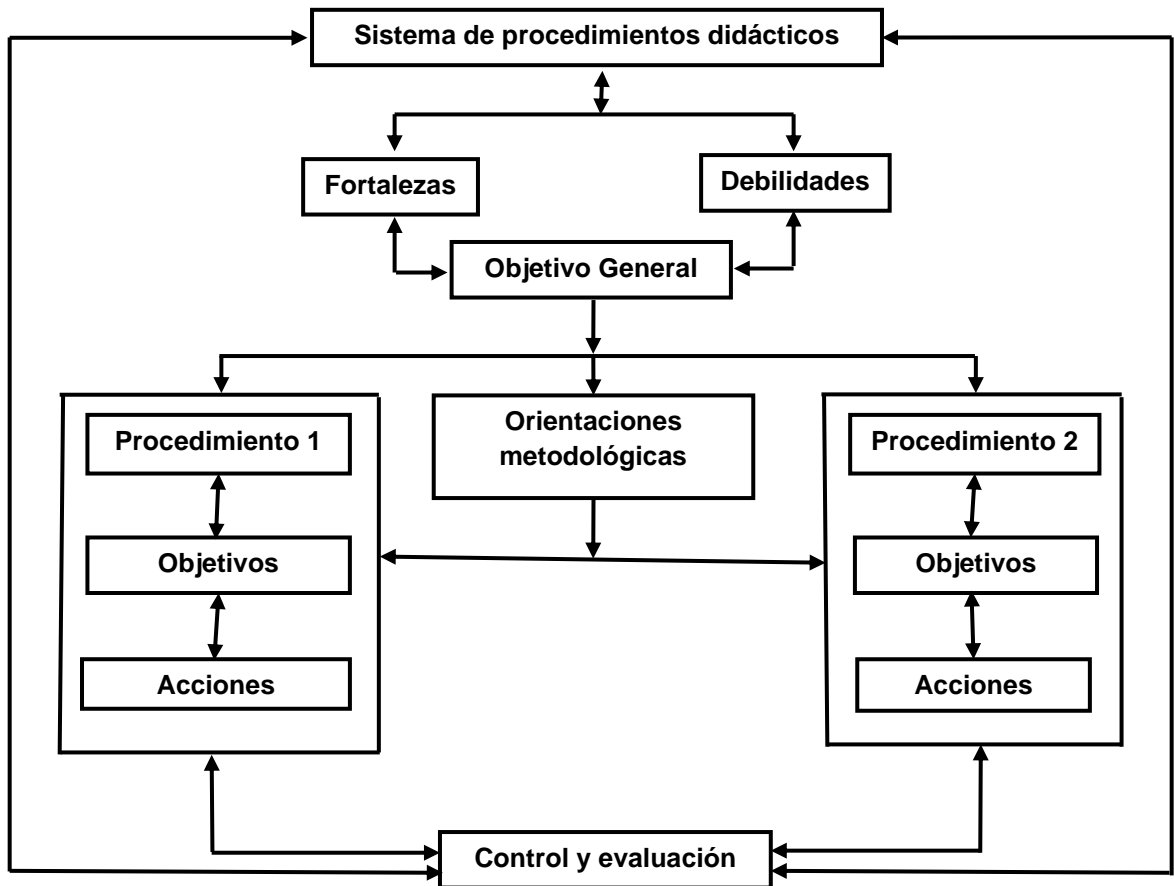 Sistema de procedimientos didácticos
Fortalezas
Debilidades
Objetivo General
Procedimiento 1
Orientaciones
metodológicas
Procedimiento 2
Objetivos
Objetivos
Acciones
Acciones
Control y evaluación